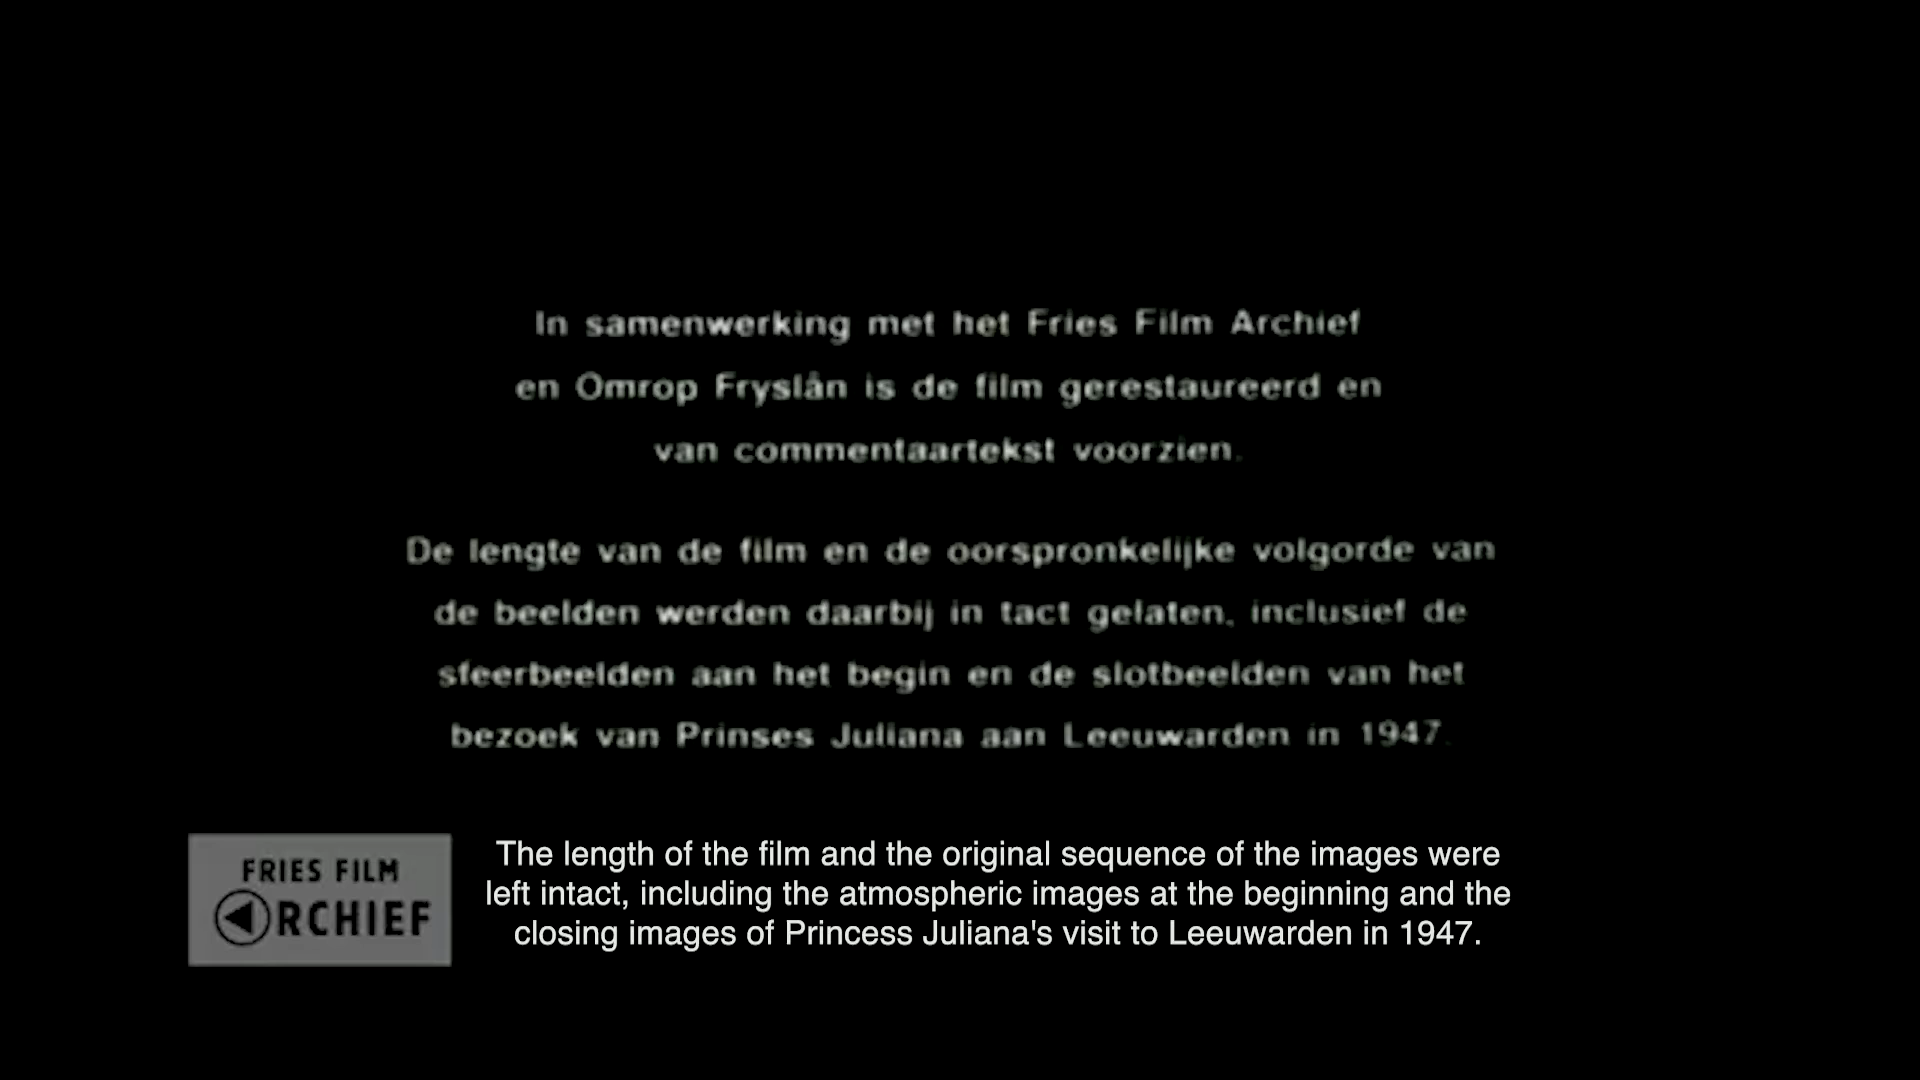 In samenwerking met het Fries Film Archief
en Omrop Fryslân is de film gerestaureerd en
van commentaartekst voorzien.
De lengte van de film en de oorspronkelijke volgorde van
de beelden werden daarbij in tact gelaten, inclusief de
sfeerbeelden aan het begin en de slotbeelden van het
bezoek van Prinses Juliana aan Leeuwarden in 1947.
FRIES FILM
ARCHIEF
The length of the film and the original sequence of the images were
left intact, including the atmospheric images at the beginning and the
closing images of Princess Juliana's visit to Leeuwarden in 1947.